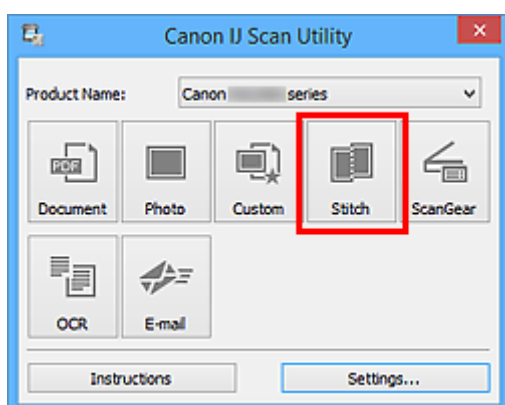 Canon IJ Scan Utility
Product Name: Canon series
PDF
Document Photo Custom Stitch ScanGear
OCR E-mail
Instructions Settings...